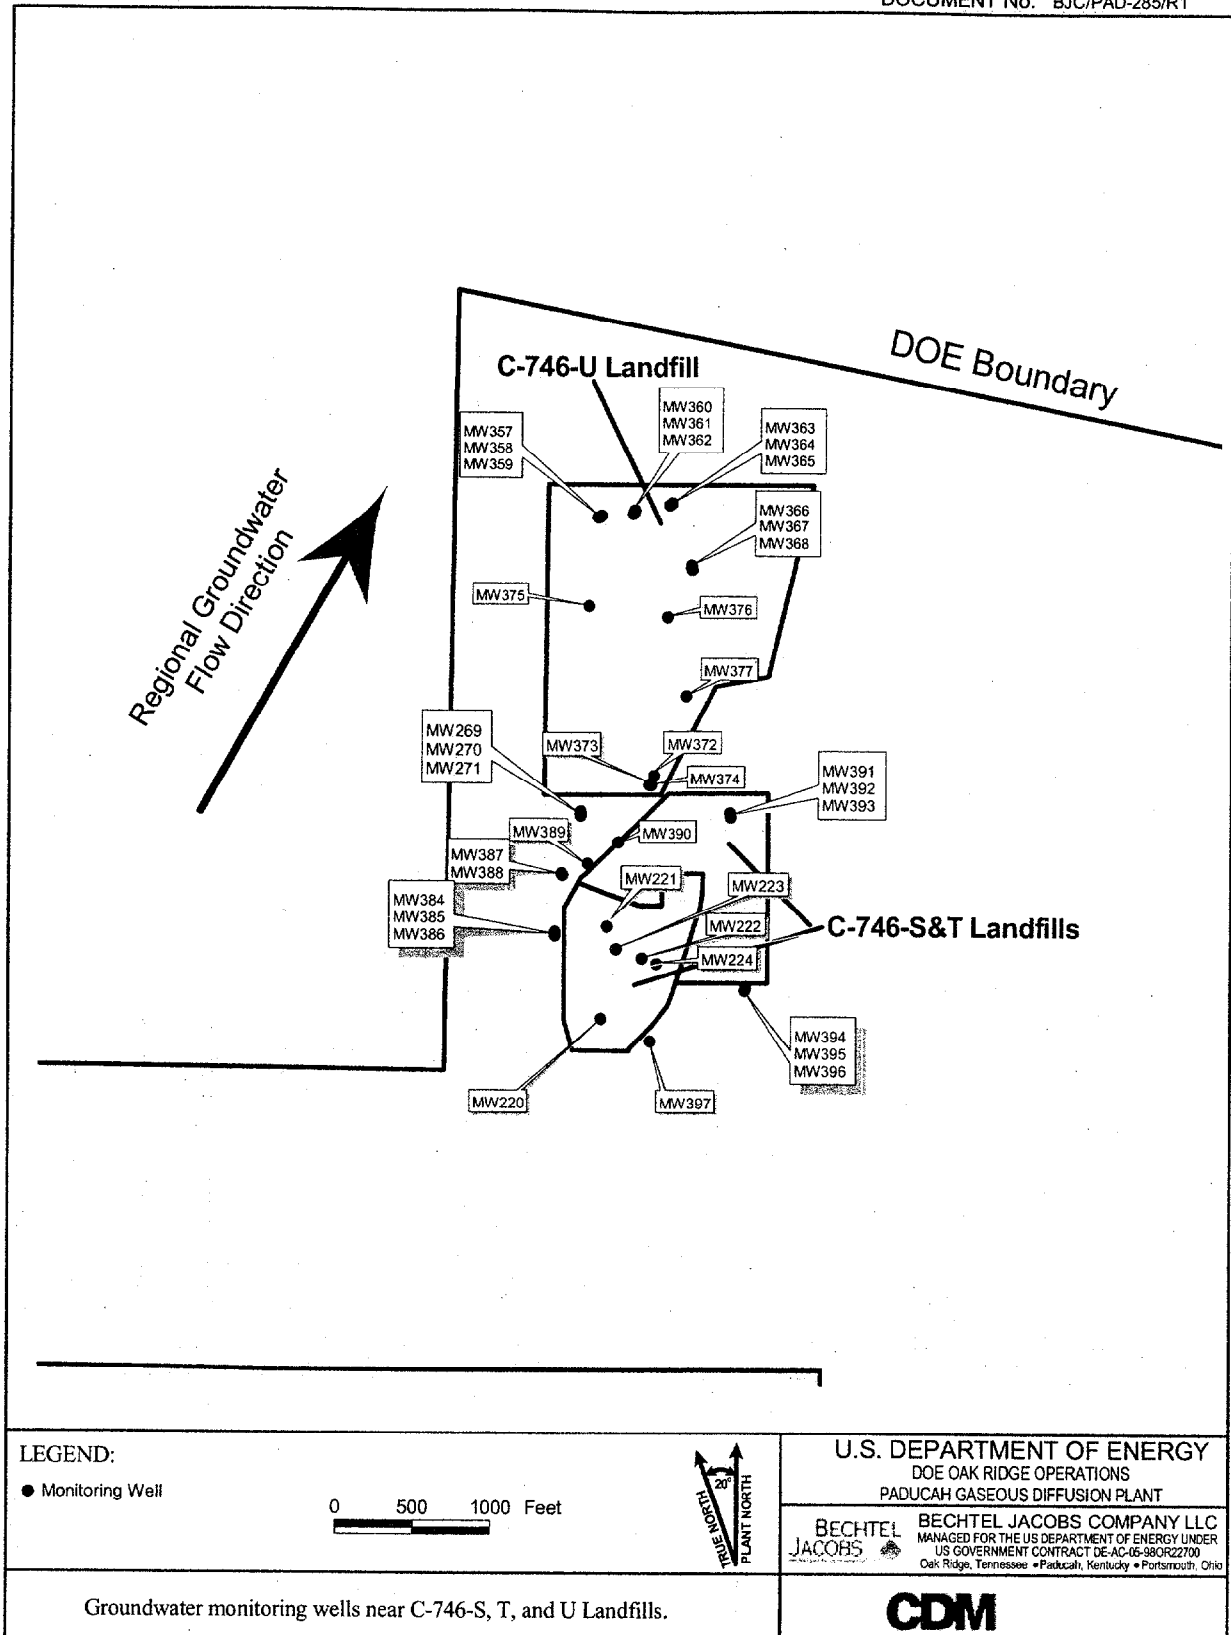 DOCUMENT No. BJC/PAD-285/R1
DOE Boundary
C-746-U Landfill
MW360
MW361
MW362
MW363
MW364
MW365
MW357
MW358
MW359
MW366
MW367
MW368
Regional Groundwater
Flow Direction
MW375
MW376
MW377
MW269
MW270
MW271
MW373
MW372
MW374
MW391
MW392
MW393
MW389
MW390
MW387
MW388
MW221
MW223
MW384
MW385
MW386
MW222
C-746-S&T Landfills
MW224
MW394
MW395
MW396
MW220
MW397
LEGEND:
Monitoring Well
0 500 1000 Feet
TRUE NORTH
20°
PLANT NORTH
U.S. DEPARTMENT OF ENERGY
DOE OAK RIDGE OPERATIONS
PADUCAH GASEOUS DIFFUSION PLANT
BECHTEL
JACOBS
BECHTEL JACOBS COMPANY LLC
MANAGED FOR THE US DEPARTMENT OF ENERGY UNDER
US GOVERNMENT CONTRACT DE-AC-05-98OR22700
Oak Ridge, Tennessee • Paducah, Kentucky • Portsmouth, Ohio
Groundwater monitoring wells near C-746-S, T, and U Landfills.
CDM